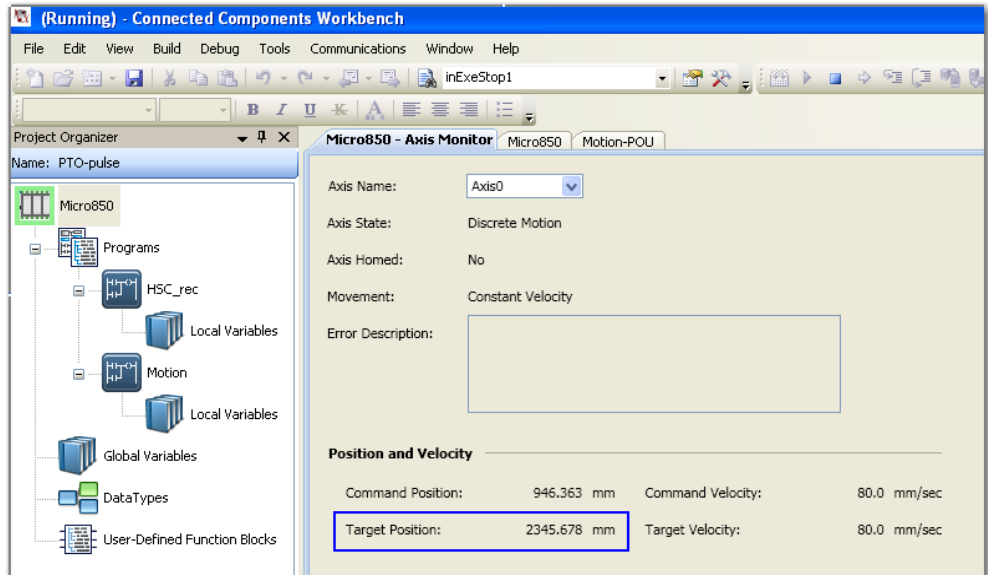 (Running) - Connected Components Workbench
File Edit View Build Debug Tools Communications Window Help
inExeStop1
B I U K A
Project Organizer
Name: PTO-pulse
Micro850
Programs
HSC_rec
Local Variables
Motion
Local Variables
Global Variables
DataTypes
User-Defined Function Blocks
Micro850 - Axis Monitor Micro850 Motion-POU
Axis Name: Axis0
Axis State: Discrete Motion
Axis Homed: No
Movement: Constant Velocity
Error Description:
Position and Velocity
Command Position: 946.363 mm Command Velocity: 80.0 mm/sec
Target Position: 2345.678 mm Target Velocity: 80.0 mm/sec